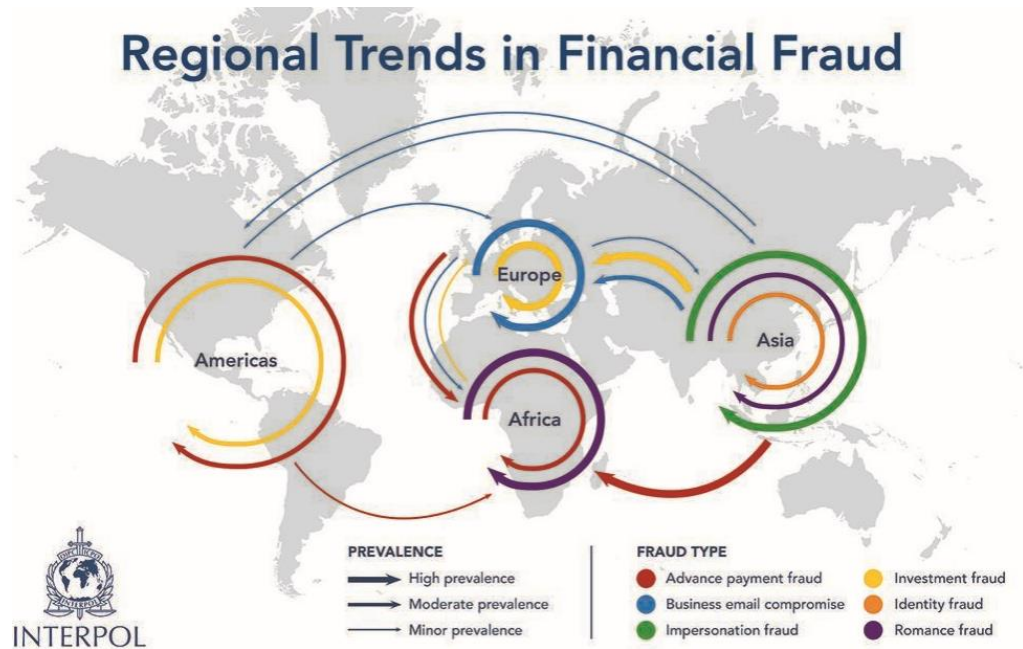 Regional Trends in Financial Fraud
Europe
Americas
Asia
Africa
PREVALENCE
High prevalence
Moderate prevalence
Minor prevalence
FRAUD TYPE
Advance payment fraud
Business email compromise
Impersonation fraud
Investment fraud
Identity fraud
Romance fraud
INTERPOL